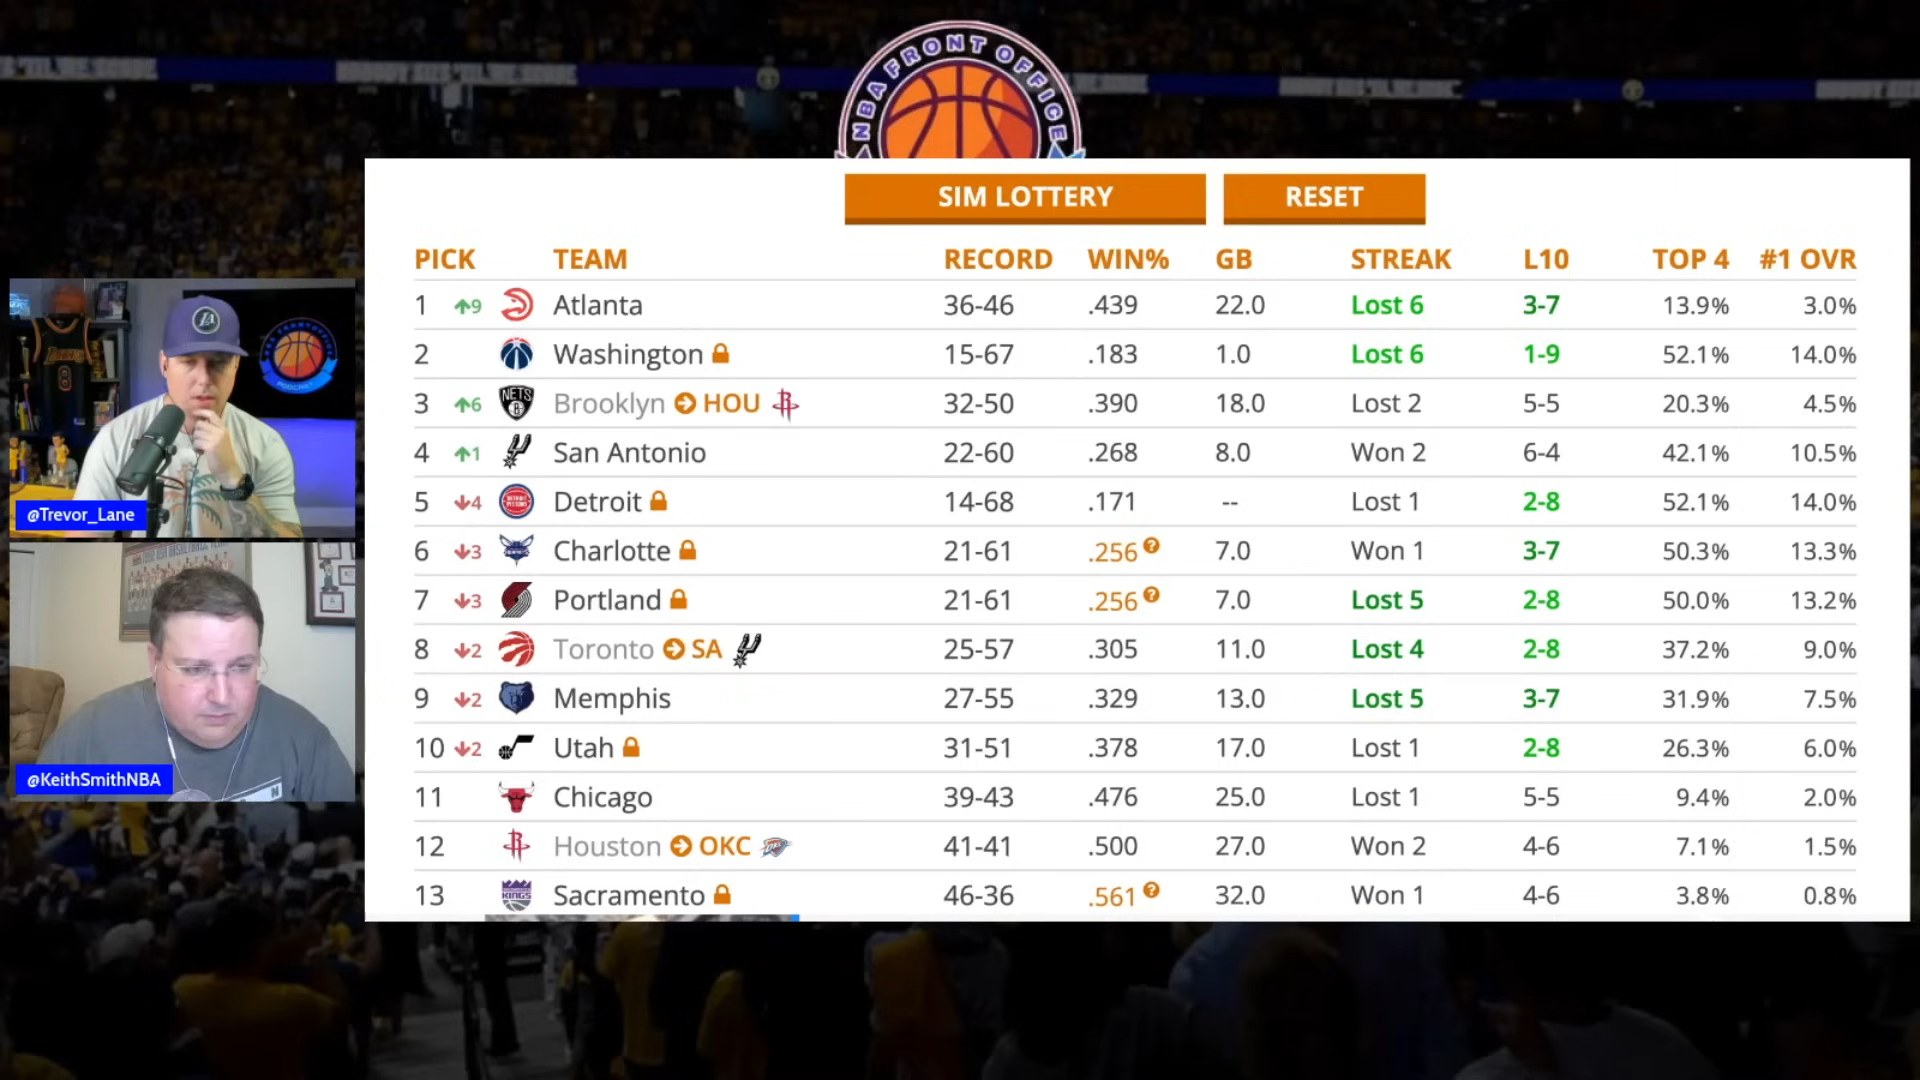 NBA FRONT OFFICE
SIM LOTTERY RESET
PICK TEAM RECORD WIN% GB STREAK L10 TOP 4 #1 OVR
1 9 Atlanta 36-46 .439 22.0 Lost 6 3-7 13.9% 3.0%
2 Washington 15-67 .183 1.0 Lost 6 1-9 52.1% 14.0%
3 6 NETS B Brooklyn HOU R 32-50 .390 18.0 Lost 2 5-5 20.3% 4.5%
4 1 San Antonio 22-60 .268 8.0 Won 2 6-4 42.1% 10.5%
5 4 Detroit 14-68 .171 -- Lost 1 2-8 52.1% 14.0%
6 3 Charlotte 21-61 .256 ? 7.0 Won 1 3-7 50.3% 13.3%
7 3 Portland 21-61 .256 ? 7.0 Lost 5 2-8 50.0% 13.2%
8 2 Toronto SA 25-57 .305 11.0 Lost 4 2-8 37.2% 9.0%
9 2 Memphis 27-55 .329 13.0 Lost 5 3-7 31.9% 7.5%
10 2 Utah 31-51 .378 17.0 Lost 1 2-8 26.3% 6.0%
11 Chicago 39-43 .476 25.0 Lost 1 5-5 9.4% 2.0%
12 R Houston OKC 41-41 .500 27.0 Won 2 4-6 7.1% 1.5%
13 KINGS Sacramento 46-36 .561 ? 32.0 Won 1 4-6 3.8% 0.8%
LA
8
PODCAST
@Trevor_Lane
@KeithSmithNBA